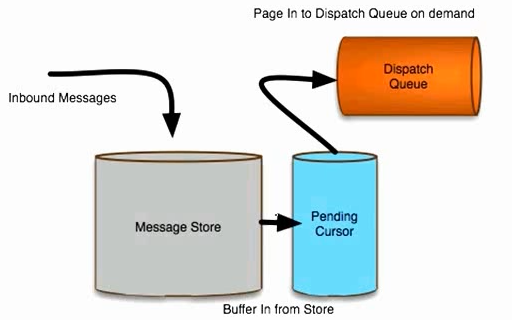 Page In to Dispatch Queue on demand
Dispatch
Queue
Inbound Messages
Message Store
Pending
Cursor
Buffer In from Store